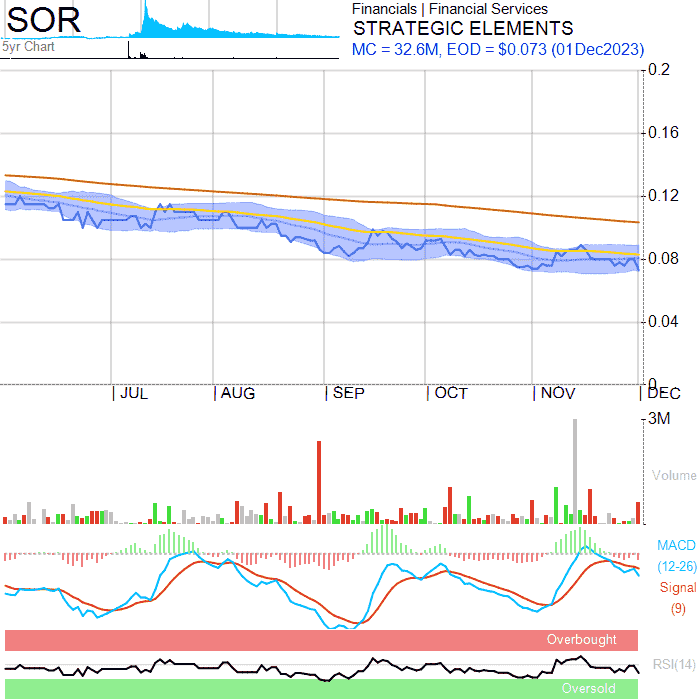 SOR
Financials | Financial Services
STRATEGIC ELEMENTS
5yr Chart
MC = 32.6M, EOD = $0.073 (01Dec2023)
0.2
0.16
0.12
0.08
0.04
0
| JUL | AUG | SEP | OCT | NOV | DEC
3M
Volume
MACD
(12-26)
Signal
(9)
Overbought
RSI(14)
Oversold